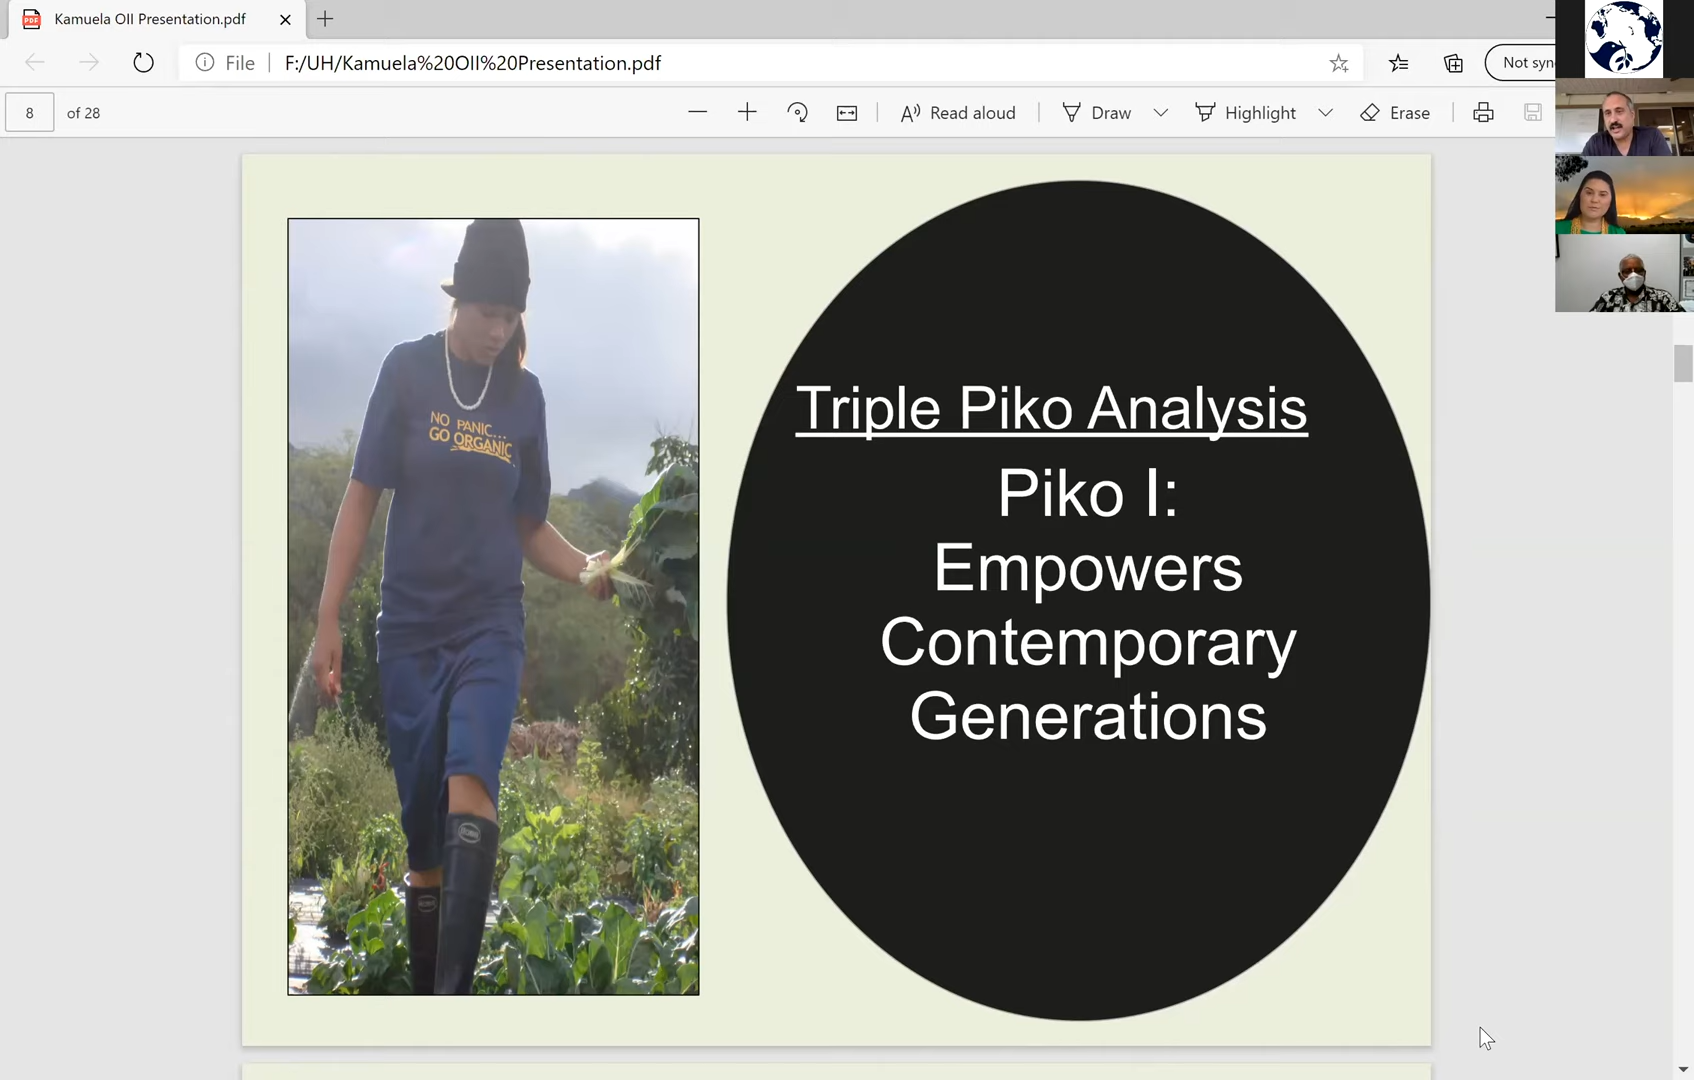 Kamuela OII Presentation.pdf
File
F:/UH/Kamuela%20OII%20Presentation.pdf
Not syn
8 of 28
Read aloud
Draw
Highlight
Erase
NO PANIC...
GO ORGANIC
Triple Piko Analysis
Piko I:
Empowers
Contemporary
Generations